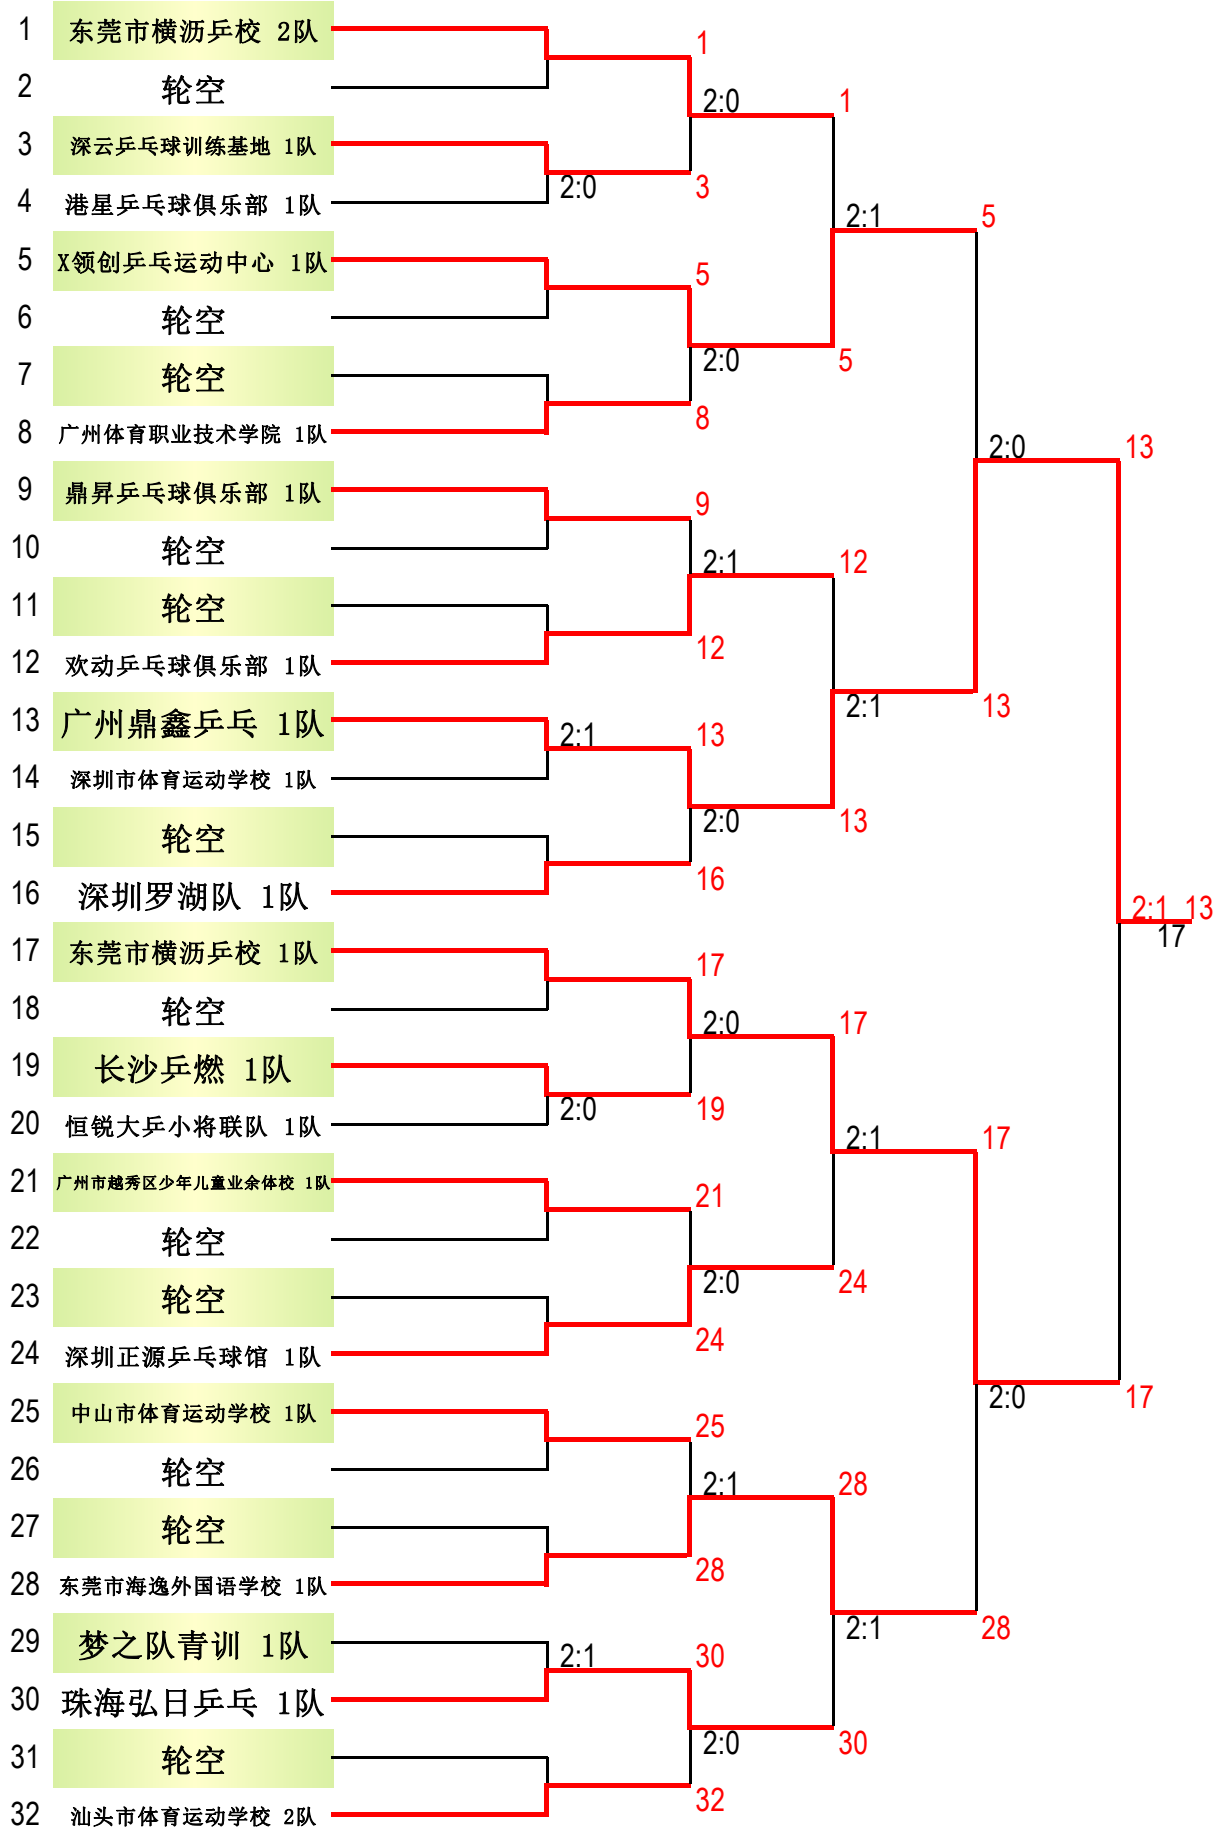 1 东莞市横沥乒校 2队
1
2 轮空
2:0 1
3 深云乒乓球训练基地 1队
2:0 3
4 港星乒乓球俱乐部 1队
2:1 5
5 X领创乒乓运动中心 1队
5
6 轮空
2:0 5
7 轮空
8
8 广州体育职业技术学院 1队
2:0 13
9 鼎昇乒乓球俱乐部 1队
9
10 轮空
2:1 12
11 轮空
12
12 欢动乒乓球俱乐部 1队
2:1 13
13 广州鼎鑫乒乓 1队
2:1 13
14 深圳市体育运动学校 1队
2:0 13
15 轮空
16
16 深圳罗湖队 1队
2:1 13
17
17 东莞市横沥乒校 1队
17
18 轮空
2:0 17
19 长沙乒燃 1队
2:0 19
20 恒锐大乒小将联队 1队
2:1 17
21 广州市越秀区少年儿童业余体校 1队
21
22 轮空
2:0 24
23 轮空
24
24 深圳正源乒乓球馆 1队
2:0 17
25 中山市体育运动学校 1队
25
26 轮空
2:1 28
27 轮空
28
28 东莞市海逸外国语学校 1队
2:1 28
29 梦之队青训 1队
2:1 30
30 珠海弘日乒乓 1队
2:0 30
31 轮空
32
32 汕头市体育运动学校 2队